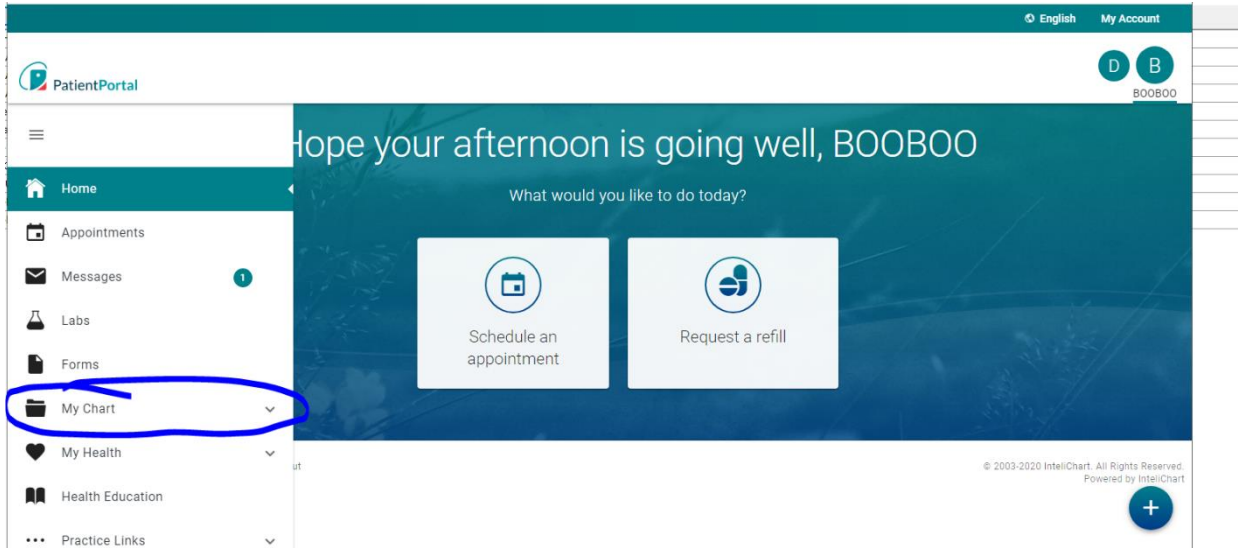 English My Account
PatientPortal
D B
BOOBOO
Hope your afternoon is going well, BOOBOO
Home
What would you like to do today?
Appointments
Messages 1
Labs
Schedule an
appointment
Request a refill
Forms
My Chart
My Health
ut
© 2003-2020 InteliChart. All Rights Reserved.
Powered by InteliChart
Health Education
+
Practice Links